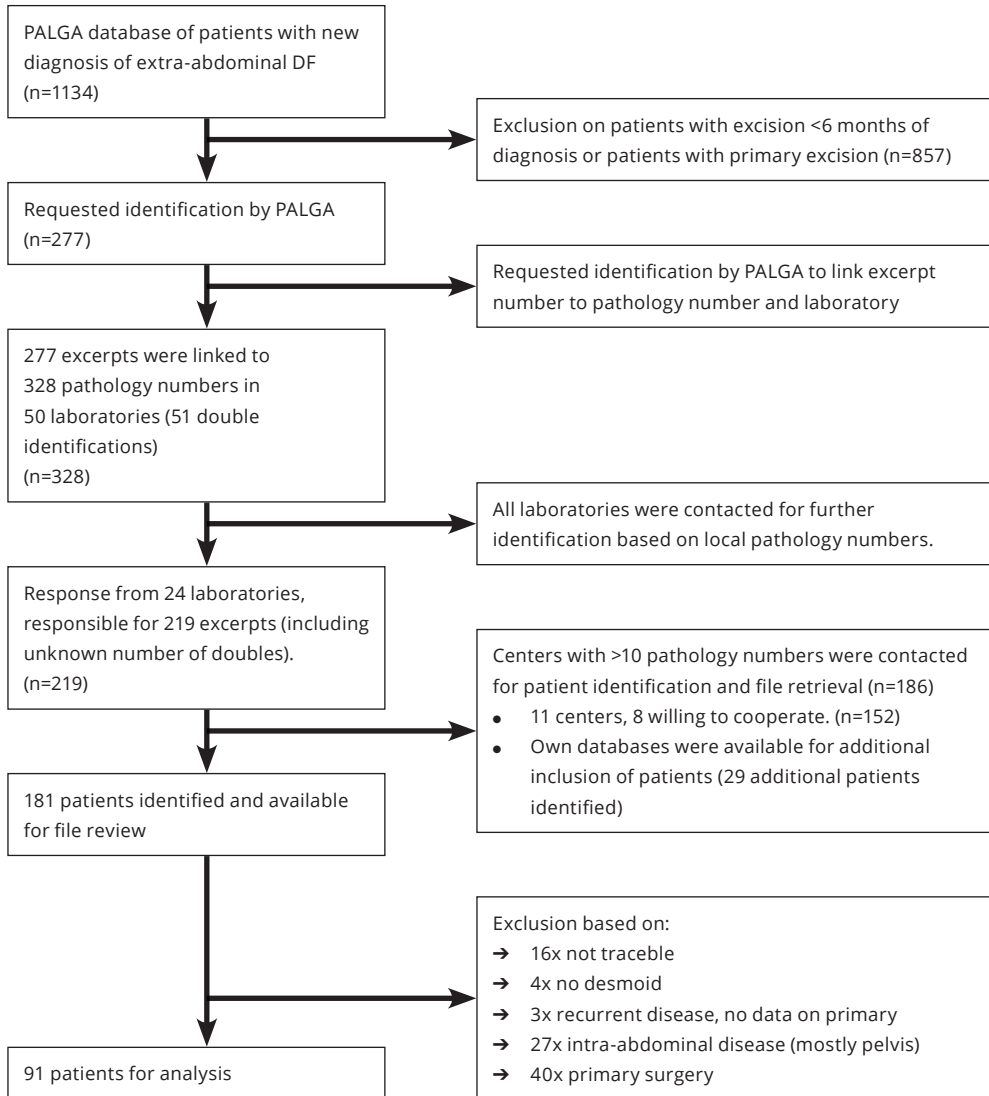 PALGA database of patients with new
diagnosis of extra-abdominal DF
(n=1134)
Exclusion on patients with excision <6 months of
diagnosis or patients with primary excision (n=857)
Requested identification by PALGA
(n=277)
Requested identification by PALGA to link excerpt
number to pathology number and laboratory
277 excerpts were linked to
328 pathology numbers in
50 laboratories (51 double
identifications)
(n=328)
All laboratories were contacted for further
identification based on local pathology numbers.
Response from 24 laboratories,
responsible for 219 excerpts (including
unknown number of doubles).
(n=219)
Centers with >10 pathology numbers were contacted
for patient identification and file retrieval (n=186)
• 11 centers, 8 willing to cooperate. (n=152)
• Own databases were available for additional
inclusion of patients (29 additional patients
identified)
181 patients identified and available
for file review
Exclusion based on:
➔ 16x not traceble
➔ 4x no desmoid
➔ 3x recurrent disease, no data on primary
➔ 27x intra-abdominal disease (mostly pelvis)
➔ 40x primary surgery
91 patients for analysis